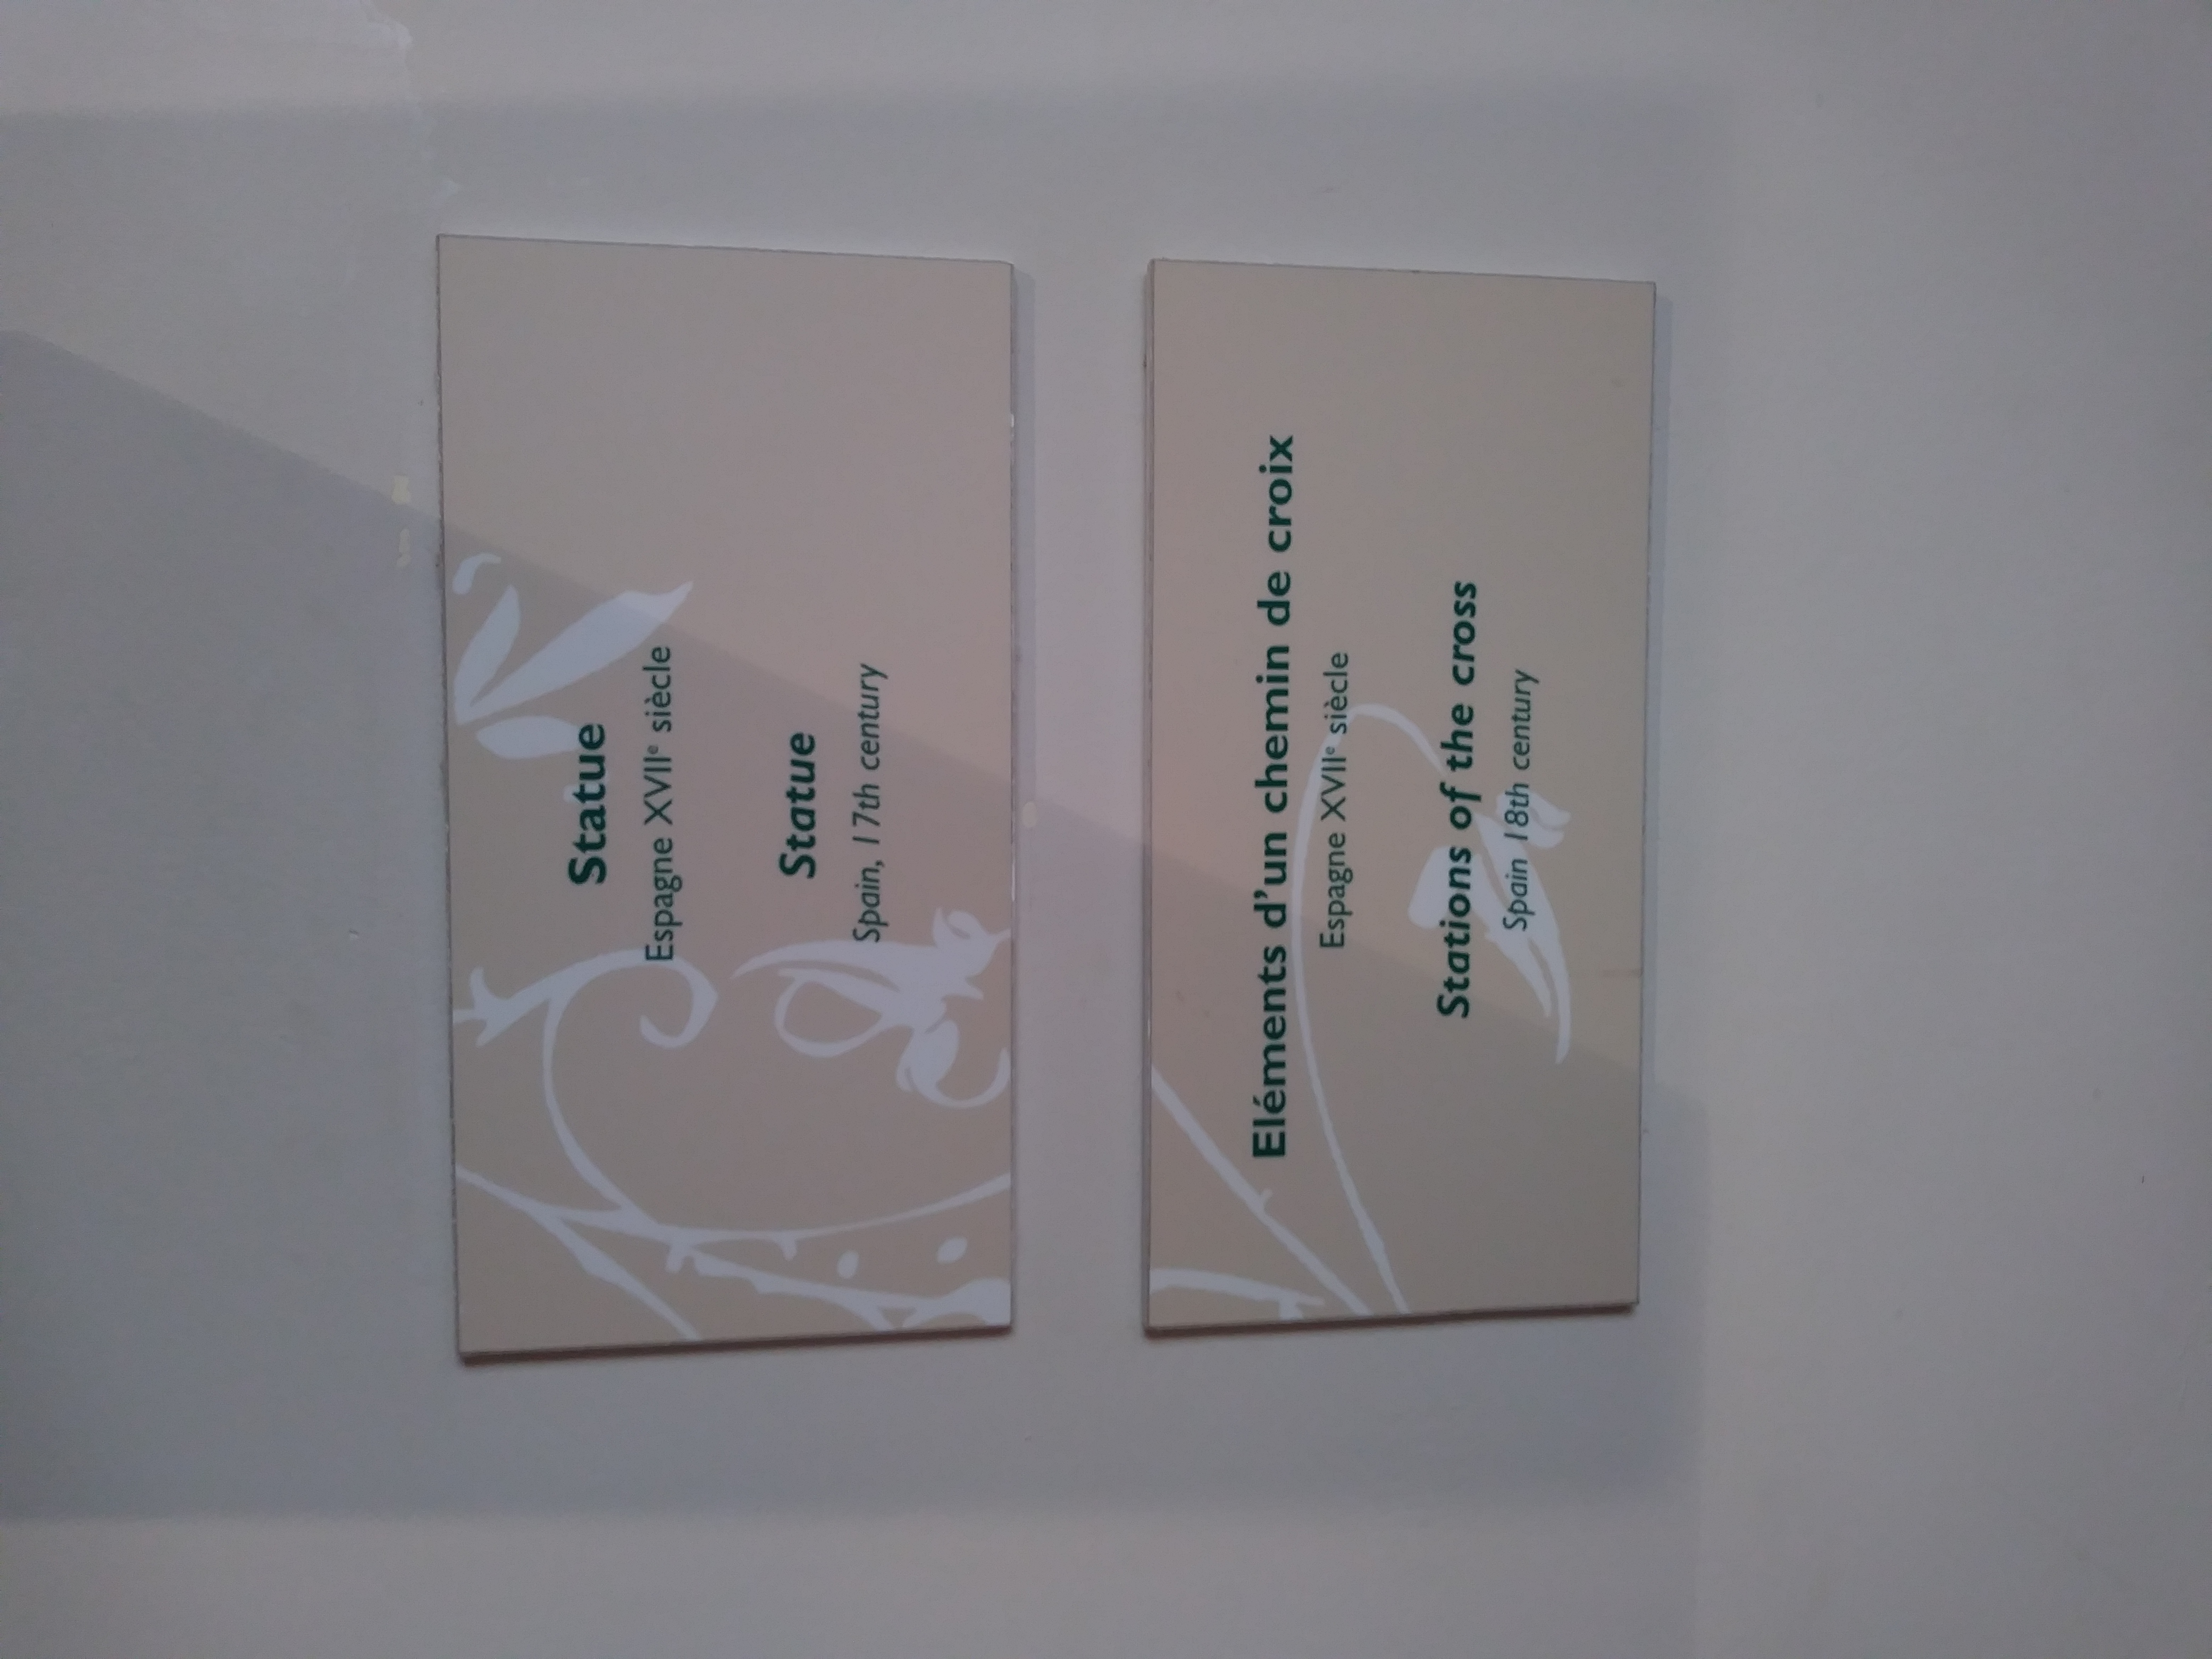 Statue
Espagne XVIIe siècle
Statue
Spain, 17th century
Eléments d'un chemin de croix
Espagne XVIIe siècle
Stations of the cross
Spain 18th century